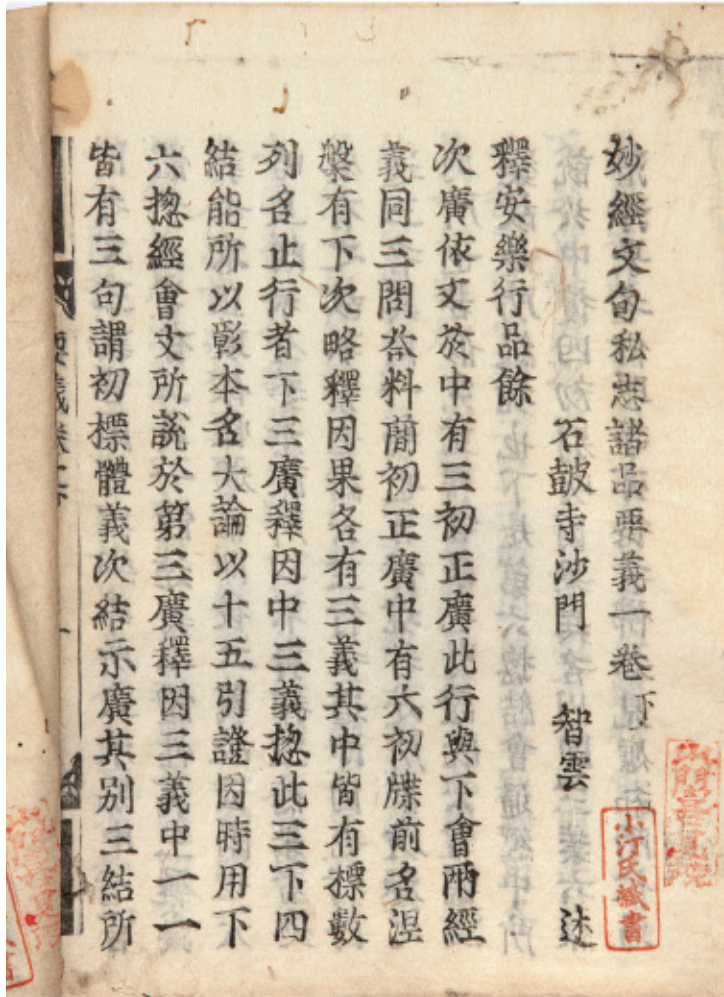 妙經文句私志諸品要義一卷下
石皷寺沙門 智雲 述
釋安樂行品餘
次廣依文於中有三初正廣此行與下會兩經
義同三問荅料蕳初正廣中有六初牒前名涅
槃有下次略釋因果各有三義其中皆有標數
列名止行者下三廣釋因中三義揔此三下四
結能所以彰本名大論以十五引證因時用下
六揔經會文所說於第三廣釋因三義中一一
皆有三句謂初標體義次結示廣其别三結所
小汀氏藏書